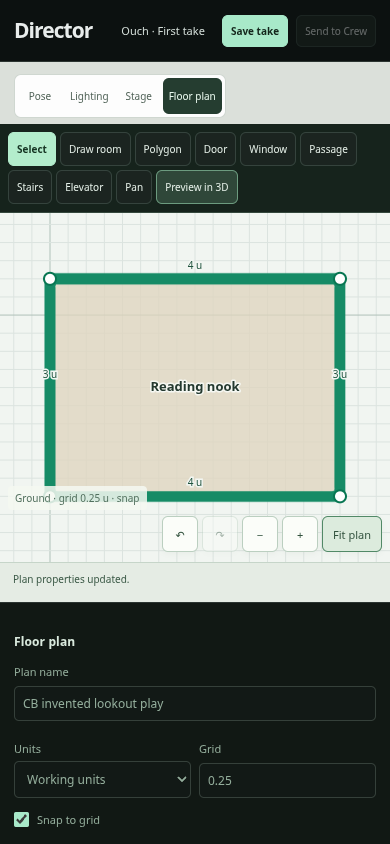 Director
Ouch · First take
Save take
Send to Crew
Pose
Lighting
Stage
Floor plan
Select
Draw room
Polygon
Door
Window
Passage
Stairs
Elevator
Pan
Preview in 3D
4 u
3 u
3 u
Reading nook
4 u
Ground · grid 0.25 u · snap
↶
↷
−
+
Fit plan
Plan properties updated.
Floor plan
Plan name
CB invented lookout play
Units
Grid
Working units
0.25
Snap to grid